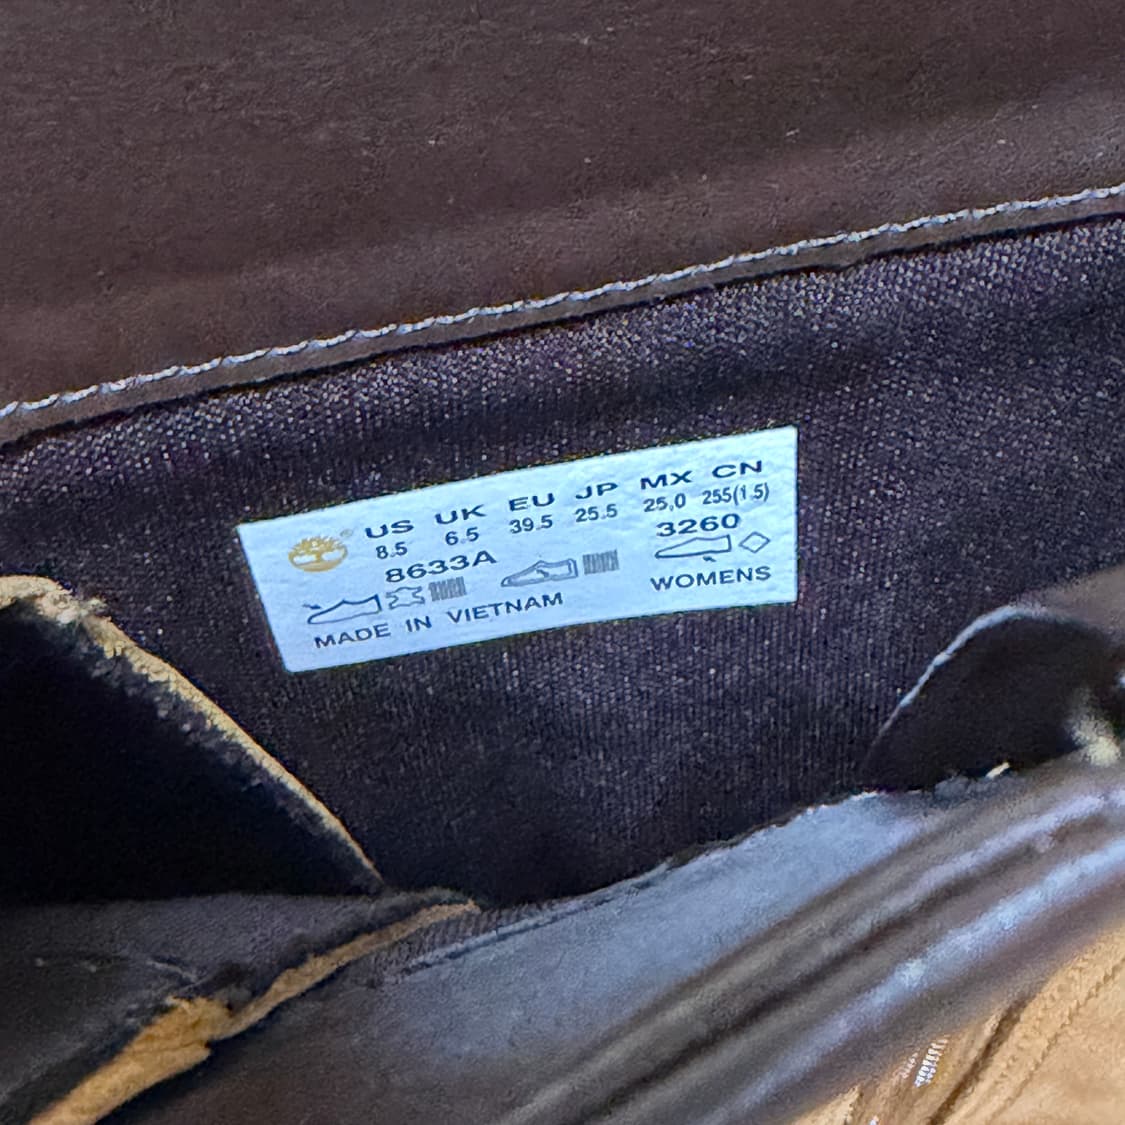 US UK EU JP MX CN
8.5 6.5 39.5 25.5 25,0 255(1.5)
8633A 3260
MADE IN VIETNAM WOMENS